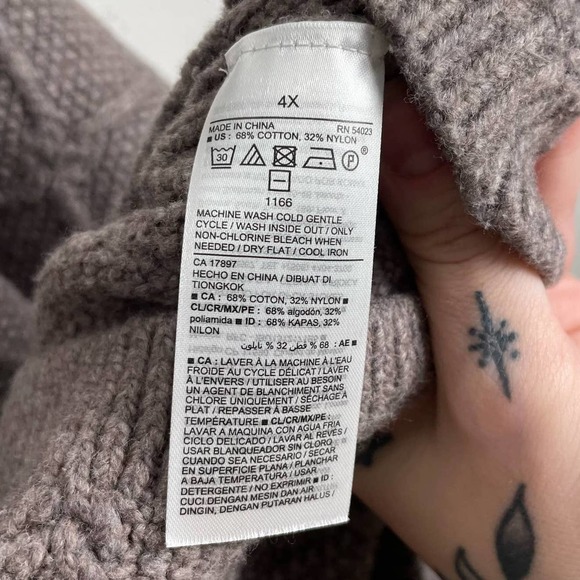 4X
MADE IN CHINA RN 54023
■ US: 68% COTTON, 32% NYLON
30 P
1166
MACHINE WASH COLD GENTLE
CYCLE / WASH INSIDE OUT / ONLY
NON-CHLORINE BLEACH WHEN
NEEDED / DRY FLAT / COOL IRON
CA 17897
HECHO EN CHINA / DIBUAT DI
TIONGKOK
■ CA: 68% COTTON, 32% NYLON ■
CL/CR/MX/PE: 68% algodón, 32%
poliamida ■ ID: 68% KAPAS, 32%
NILON
■ AE: 68 % قطن 32 % نايلون
■ CA : LAVER À LA MACHINE À L'EAU
FROIDE AU CYCLE DÉLICAT / LAVER
À L'ENVERS / UTILISER AU BESOIN
UN AGENT DE BLANCHIMENT SANS
CHLORE UNIQUEMENT / SÉCHAGE À
PLAT / REPASSER À BASSE
TEMPÉRATURE ■ CL/CR/MX/PE :
LAVAR A MAQUINA CON AGUA FRIA
/ CICLO DELICADO / LAVAR AL REVÉS /
USAR BLANQUEADOR SIN CLORO
CUANDO SEA NECESARIO / SECAR
EN SUPERFICIE PLANA / PLANCHAR
A BAJA TEMPERATURA / USAR
DETERGENTE / NO EXPRIMIR ■ ID :
CUCI DENGAN MESIN DAN AIR
DINGIN, DENGAN PUTARAN HALUS /